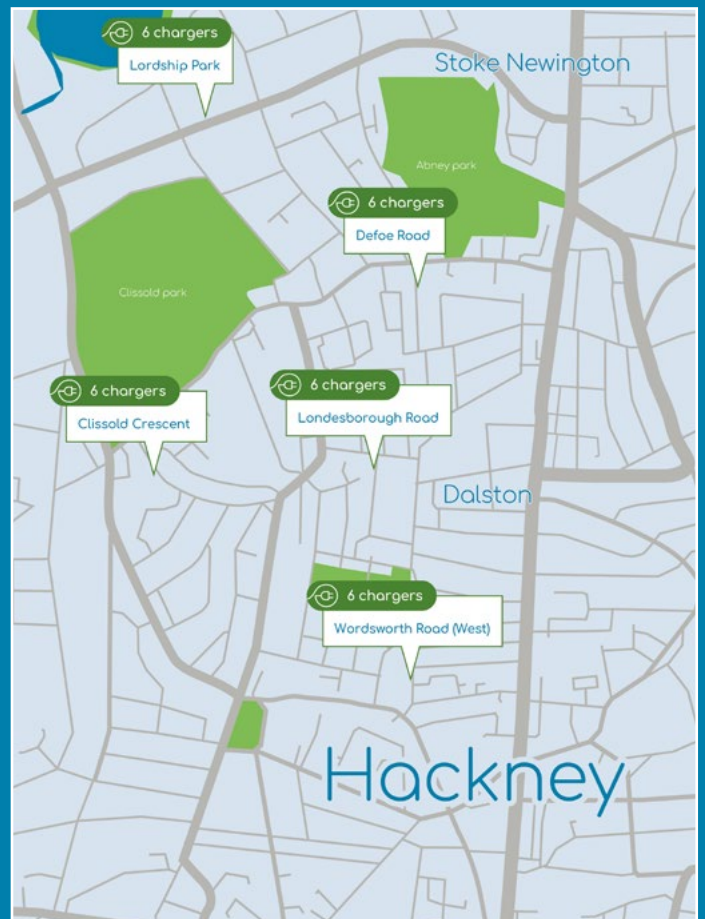 6 chargers
Lordship Park
Stoke Newington
Abney park
6 chargers
Defoe Road
Clissold park
6 chargers
Clissold Crescent
6 chargers
Londesborough Road
Dalston
6 chargers
Wordsworth Road (West)
Hackney